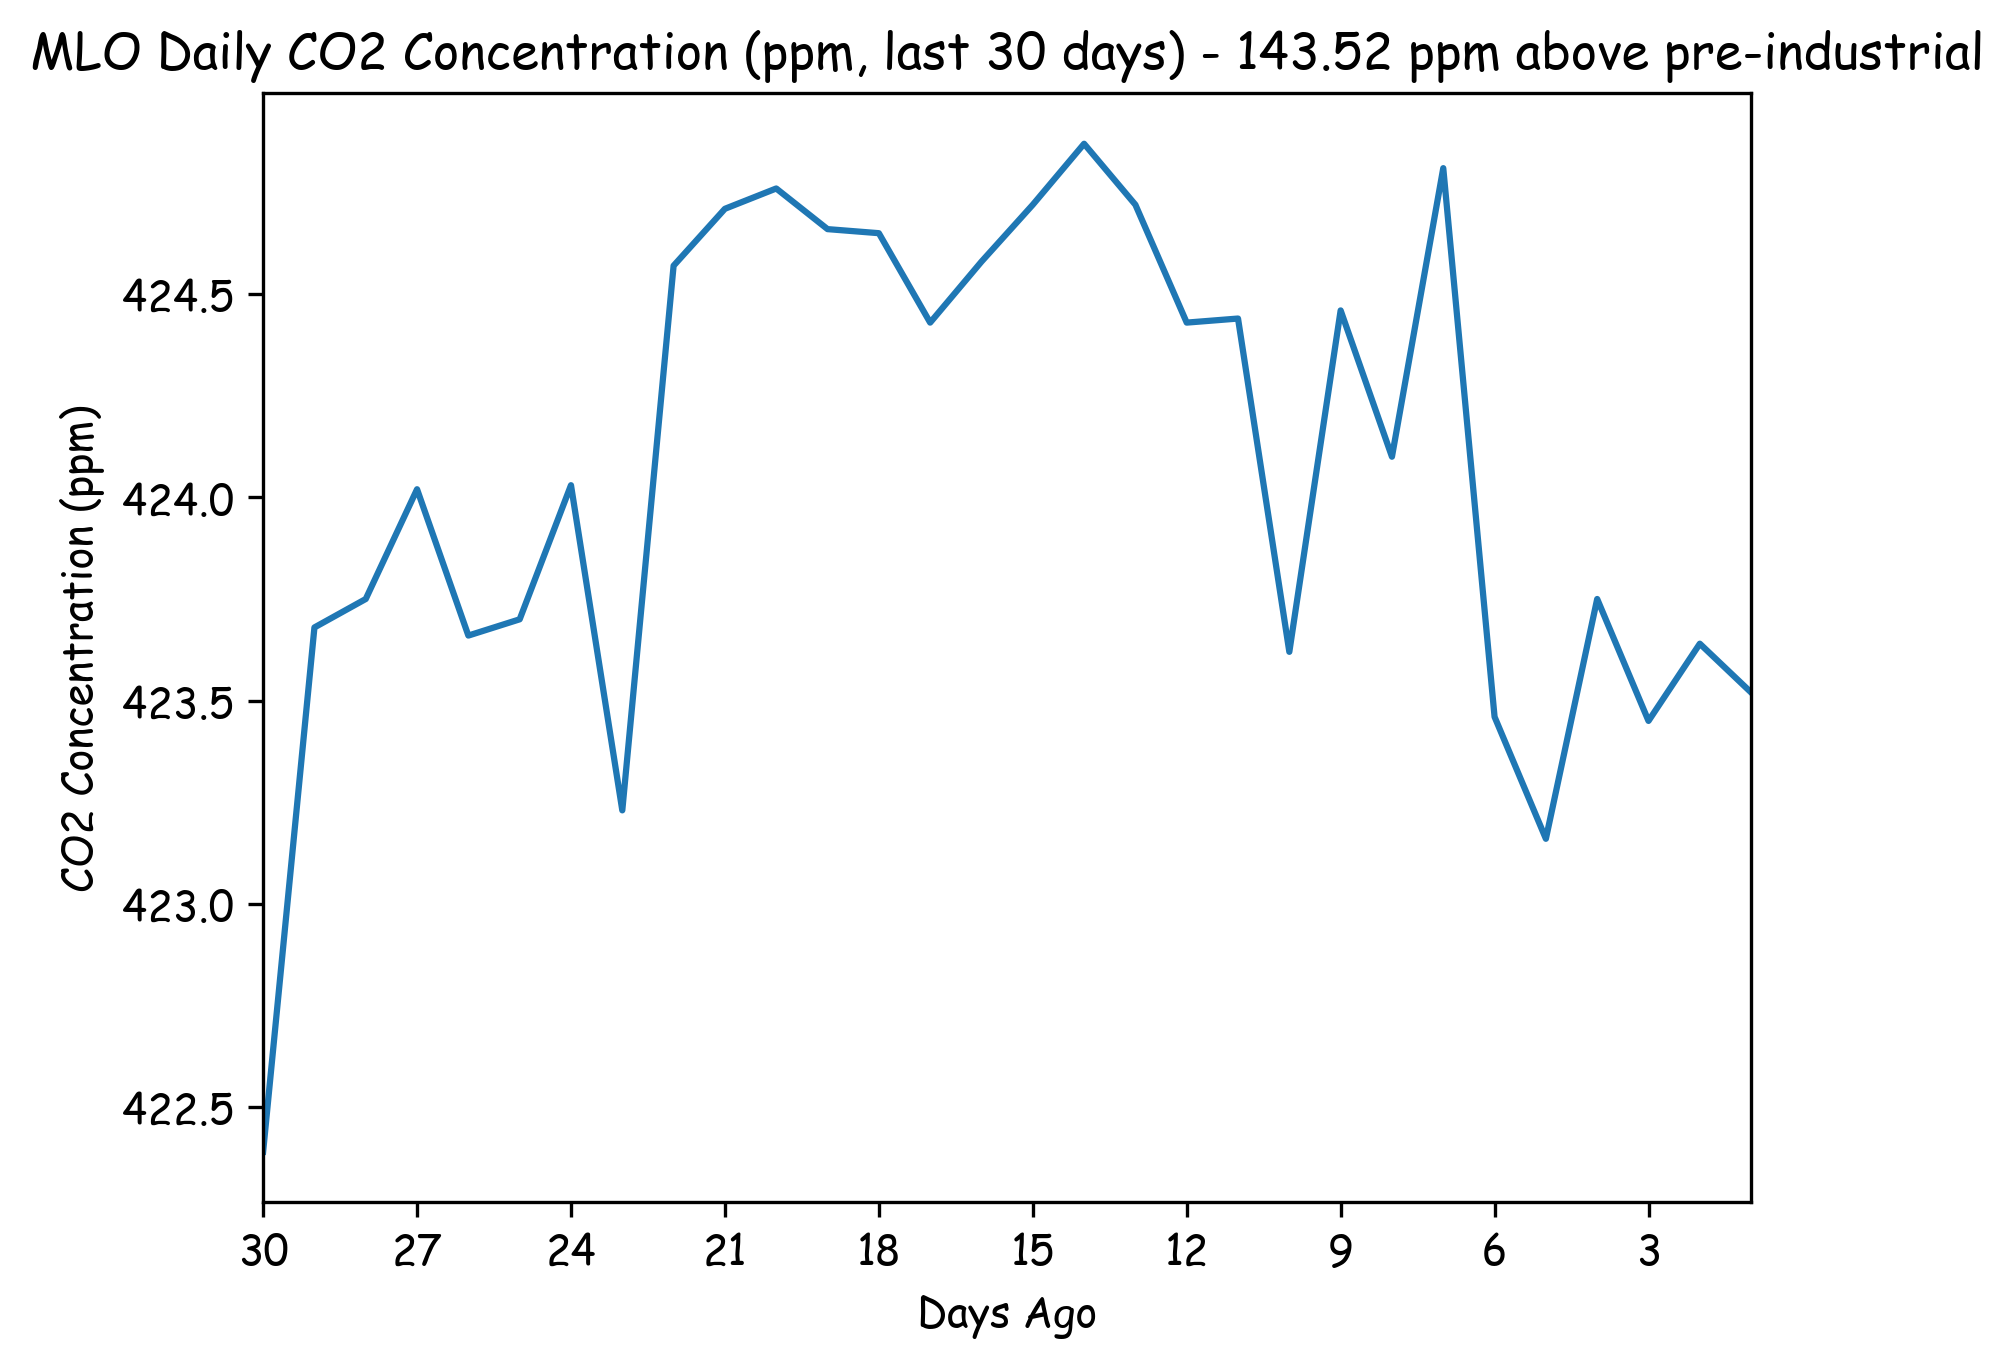 MLO Daily CO2 Concentration (ppm, last 30 days) - 143.52 ppm above pre-industrial
CO2 Concentration (ppm)
424.5
424.0
423.5
423.0
422.5
30 27 24 21 18 15 12 9 6 3
Days Ago